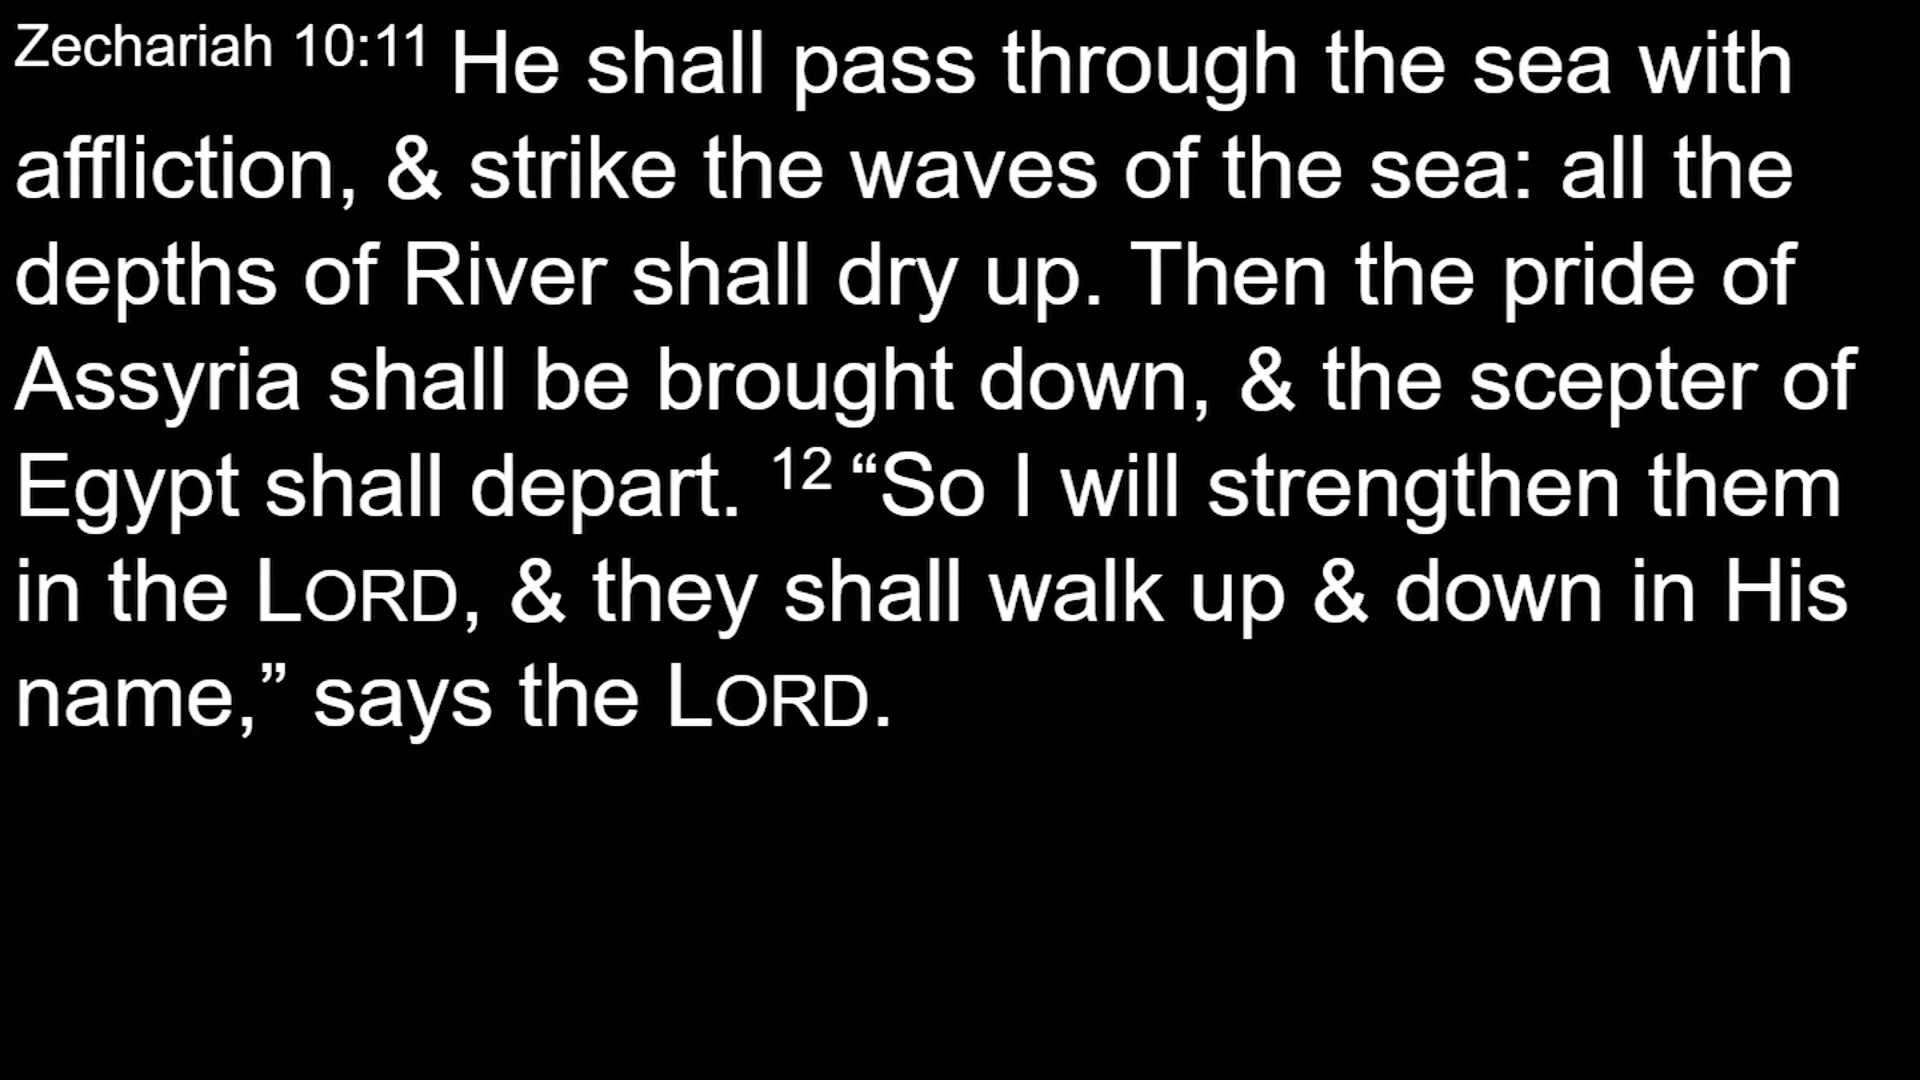 Zechariah 10:11 He shall pass through the sea with
affliction, & strike the waves of the sea: all the
depths of River shall dry up. Then the pride of
Assyria shall be brought down, & the scepter of
Egypt shall depart. 12 “So I will strengthen them
in the LORD, & they shall walk up & down in His
name,” says the LORD.